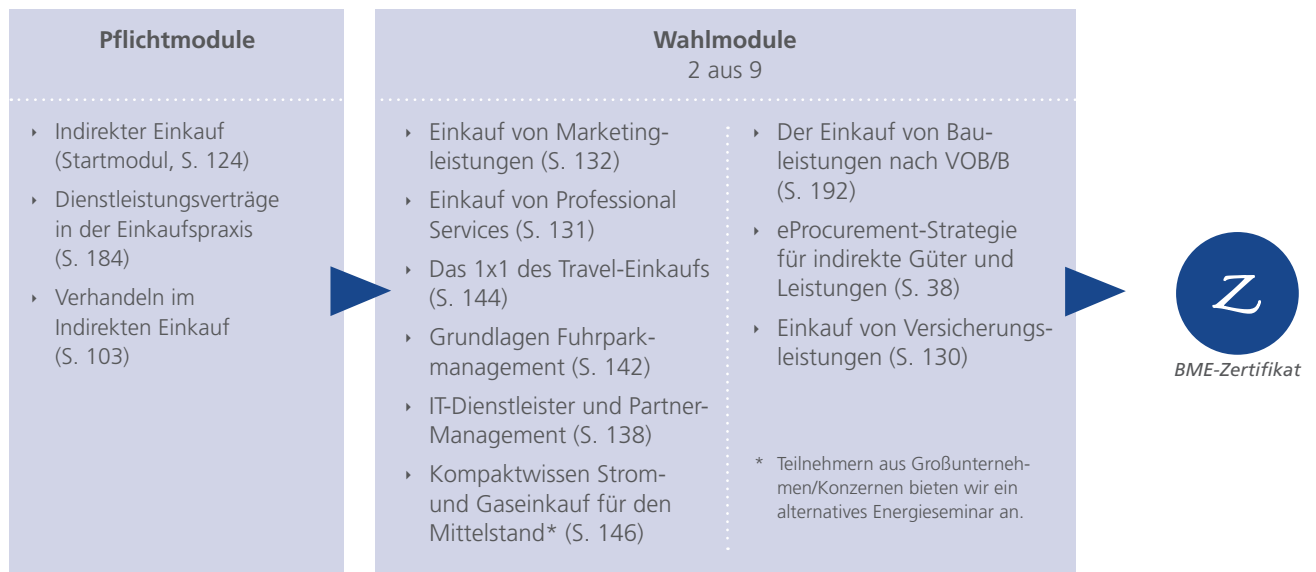 Pflichtmodule
▸ Indirekter Einkauf
(Startmodul, S. 124)
▸ Dienstleistungsverträge
in der Einkaufspraxis
(S. 184)
▸ Verhandeln im
Indirekten Einkauf
(S. 103)
Wahlmodule
2 aus 9
▸ Einkauf von Marketing-
leistungen (S. 132)
▸ Einkauf von Professional
Services (S. 131)
▸ Das 1x1 des Travel-Einkaufs
(S. 144)
▸ Grundlagen Fuhrpark-
management (S. 142)
▸ IT-Dienstleister und Partner-
Management (S. 138)
▸ Kompaktwissen Strom-
und Gaseinkauf für den
Mittelstand* (S. 146)
▸ Der Einkauf von Bau-
leistungen nach VOB/B
(S. 192)
▸ eProcurement-Strategie
für indirekte Güter und
Leistungen (S. 38)
▸ Einkauf von Versicherungs-
leistungen (S. 130)
* Teilnehmern aus Großunterneh-
men/Konzernen bieten wir ein
alternatives Energieseminar an.
Z
BME-Zertifikat